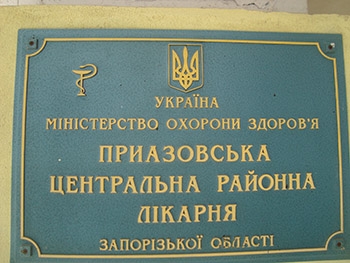 УКРАЇНА
МІНІСТЕРСТВО ОХОРОНИ ЗДОРОВ'Я
ПРИАЗОВСЬКА
ЦЕНТРАЛЬНА РАЙОННА
ЛІКАРНЯ
ЗАПОРІЗЬКОЇ ОБЛАСТІ